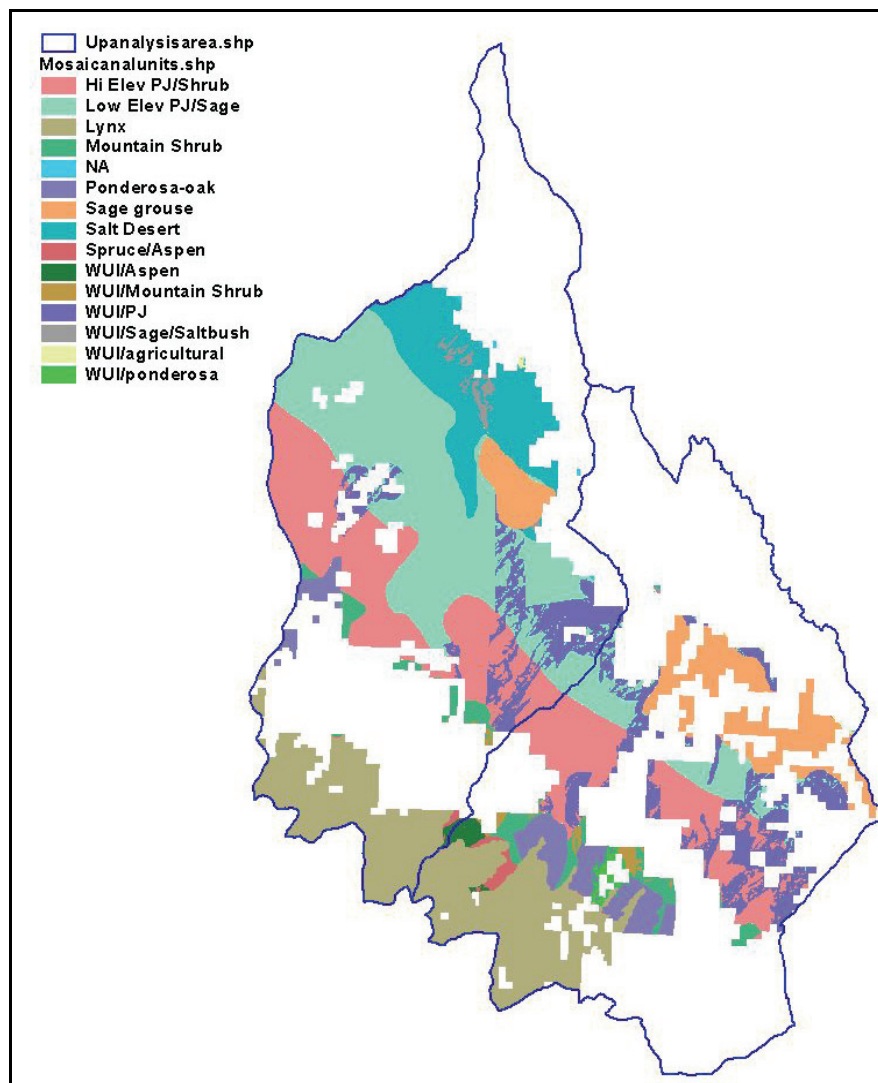 Upanalysisarea.shp
Mosaicanalunits.shp
Hi Elev PJ/Shrub
Low Elev PJ/Sage
Lynx
Mountain Shrub
NA
Ponderosa-oak
Sage grouse
Salt Desert
Spruce/Aspen
WUI/Aspen
WUI/Mountain Shrub
WUI/PJ
WUI/Sage/Saltbush
WUI/agricultural
WUI/ponderosa